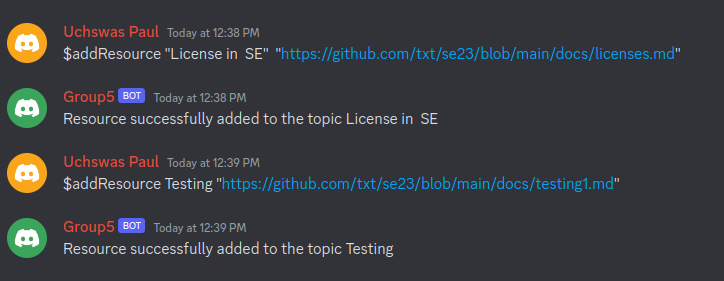 Uchswas Paul Today at 12:38 PM
$addResource "License in  SE"  "https://github.com/txt/se23/blob/main/docs/licenses.md"
Group5 BOT Today at 12:38 PM
Resource successfully added to the topic License in  SE
Uchswas Paul Today at 12:39 PM
$addResource Testing "https://github.com/txt/se23/blob/main/docs/testing1.md"
Group5 BOT Today at 12:39 PM
Resource successfully added to the topic Testing